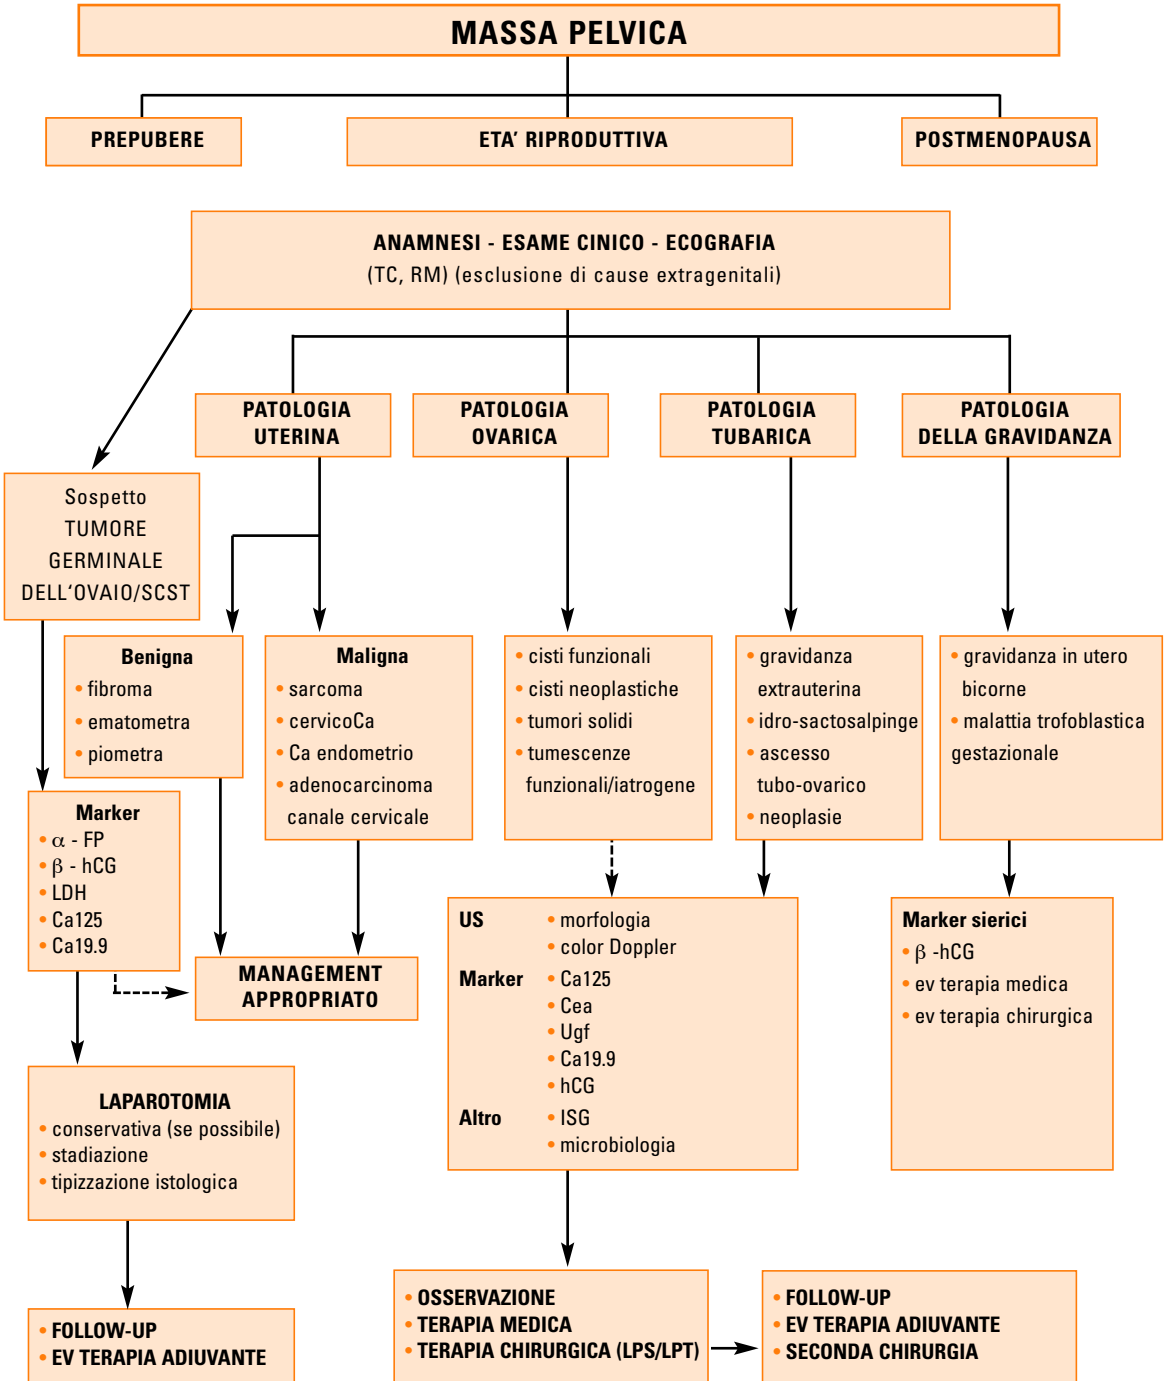 MASSA PELVICA
PREPUBERE
ETA' RIPRODUTTIVA
POSTMENOPAUSA
ANAMNESI - ESAME CINICO - ECOGRAFIA
(TC, RM) (esclusione di cause extragenitali)
PATOLOGIA
UTERINA
PATOLOGIA
OVARICA
PATOLOGIA
TUBARICA
PATOLOGIA
DELLA GRAVIDANZA
Sospetto
TUMORE
GERMINALE
DELL'OVAIO/SCST
Benigna
• fibroma
• ematometra
• piometra
Maligna
• sarcoma
• cervicoCa
• Ca endometrio
• adenocarcinoma
canale cervicale
• cisti funzionali
• cisti neoplastiche
• tumori solidi
• tumescenze
funzionali/iatrogene
• gravidanza
extrauterina
• idro-sactosalpinge
• ascesso
tubo-ovarico
• neoplasie
• gravidanza in utero
bicorne
• malattia trofoblastica
gestazionale
Marker
• α - FP
• β - hCG
• LDH
• Ca125
• Ca19.9
MANAGEMENT
APPROPRIATO
US • morfologia
• color Doppler
Marker • Ca125
• Cea
• Ugf
• Ca19.9
• hCG
Altro • ISG
• microbiologia
Marker sierici
• β -hCG
• ev terapia medica
• ev terapia chirurgica
LAPAROTOMIA
• conservativa (se possibile)
• stadiazione
• tipizzazione istologica
• FOLLOW-UP
• EV TERAPIA ADIUVANTE
• OSSERVAZIONE
• TERAPIA MEDICA
• TERAPIA CHIRURGICA (LPS/LPT)
• FOLLOW-UP
• EV TERAPIA ADIUVANTE
• SECONDA CHIRURGIA